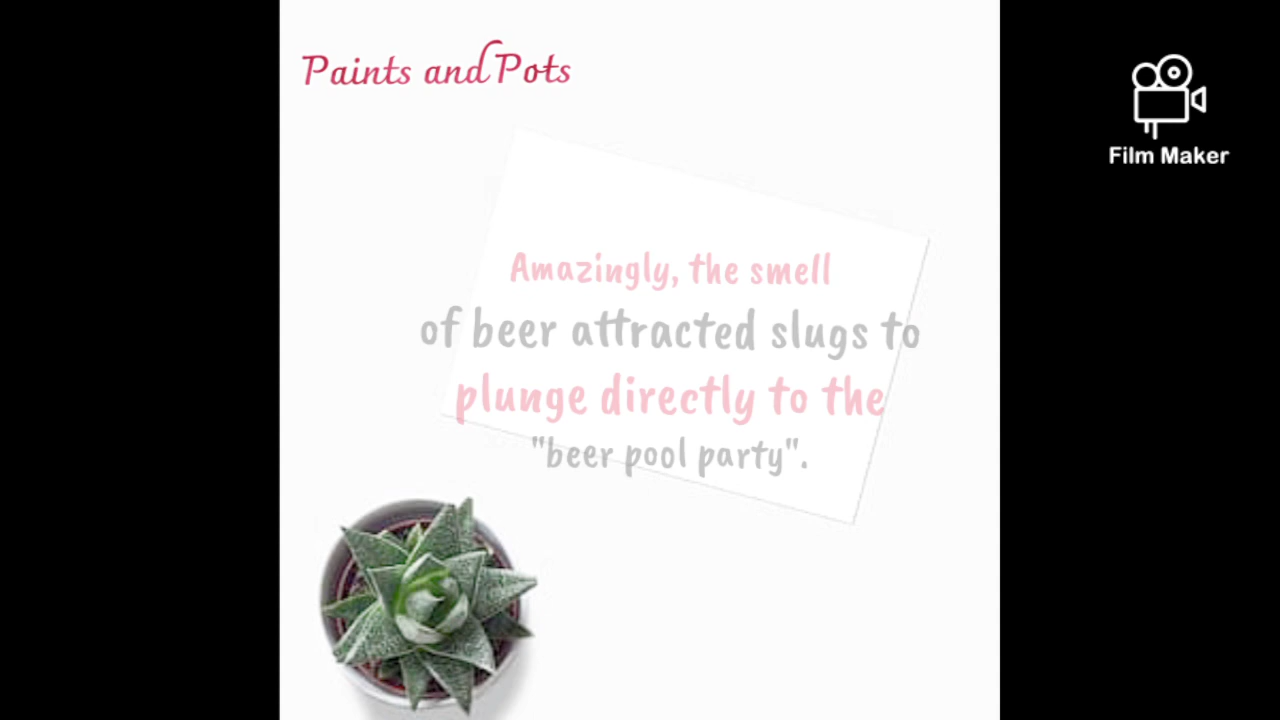 Paints and Pots
Film Maker
Amazingly, the smell
of beer attracted slugs to
plunge directly to the
"beer pool party".